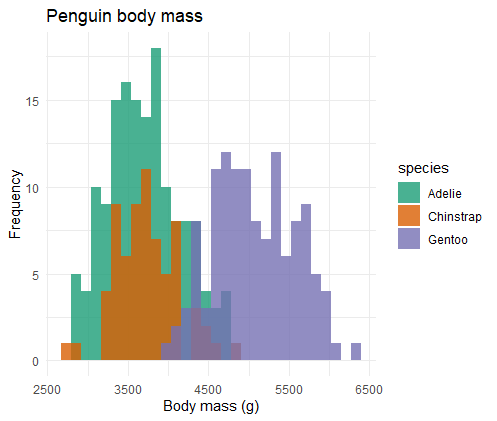 Penguin body mass
Frequency
15
10
5
0
2500 3500 4500 5500 6500
Body mass (g)
species
Adelie
Chinstrap
Gentoo